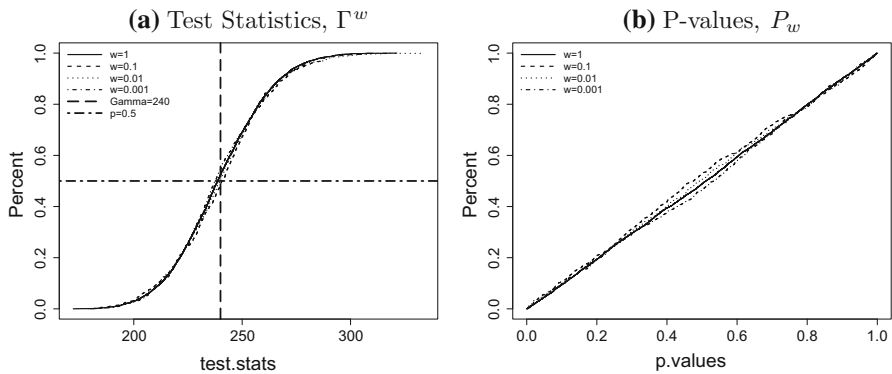 (a) Test Statistics, Γ^w
Percent
1.0
0.8
0.6
0.4
0.2
0.0
w=1
w=0.1
w=0.01
w=0.001
Gamma=240
p=0.5
200 250 300
test.stats
(b) P-values, P_w
Percent
1.0
0.8
0.6
0.4
0.2
0.0
w=1
w=0.1
w=0.01
w=0.001
0.0 0.2 0.4 0.6 0.8 1.0
p.values